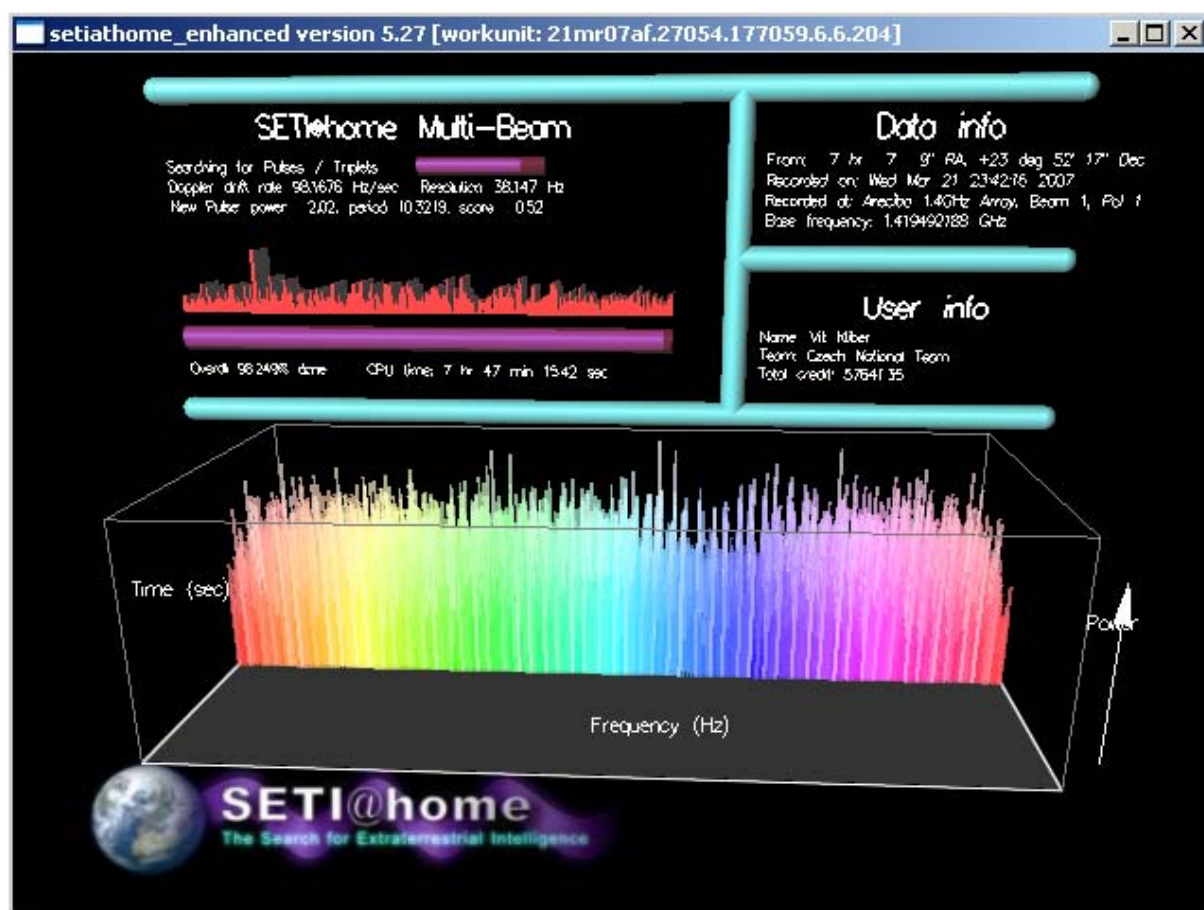 setiathome_enhanced version 5.27 [workunit: 21mr07af.27054.177059.6.6.204]
SETI@home Multi-Beam
Searching for Pulses / Triplets
Doppler drift rate 98.1676 Hz/sec Resolution 38.147 Hz
New Pulse power 2.02, period 10.3219, score 0.52
Overall 98.249% done CPU time: 7 hr 47 min 15.42 sec
Data info
From: 7 hr 7' 9" RA, +23 deg 52' 17" Dec
Recorded on: Wed Mar 21 23:42:16 2007
Recorded at: Arecibo 1.4GHz Array, Beam 1, Pol 1
Base frequency: 1.419492188 GHz
User info
Name: Vit
Team: Czech National Team
Total credit:
Time (sec)
Power
Frequency (Hz)
SETI@home
The Search for Extraterrestrial Intelligence